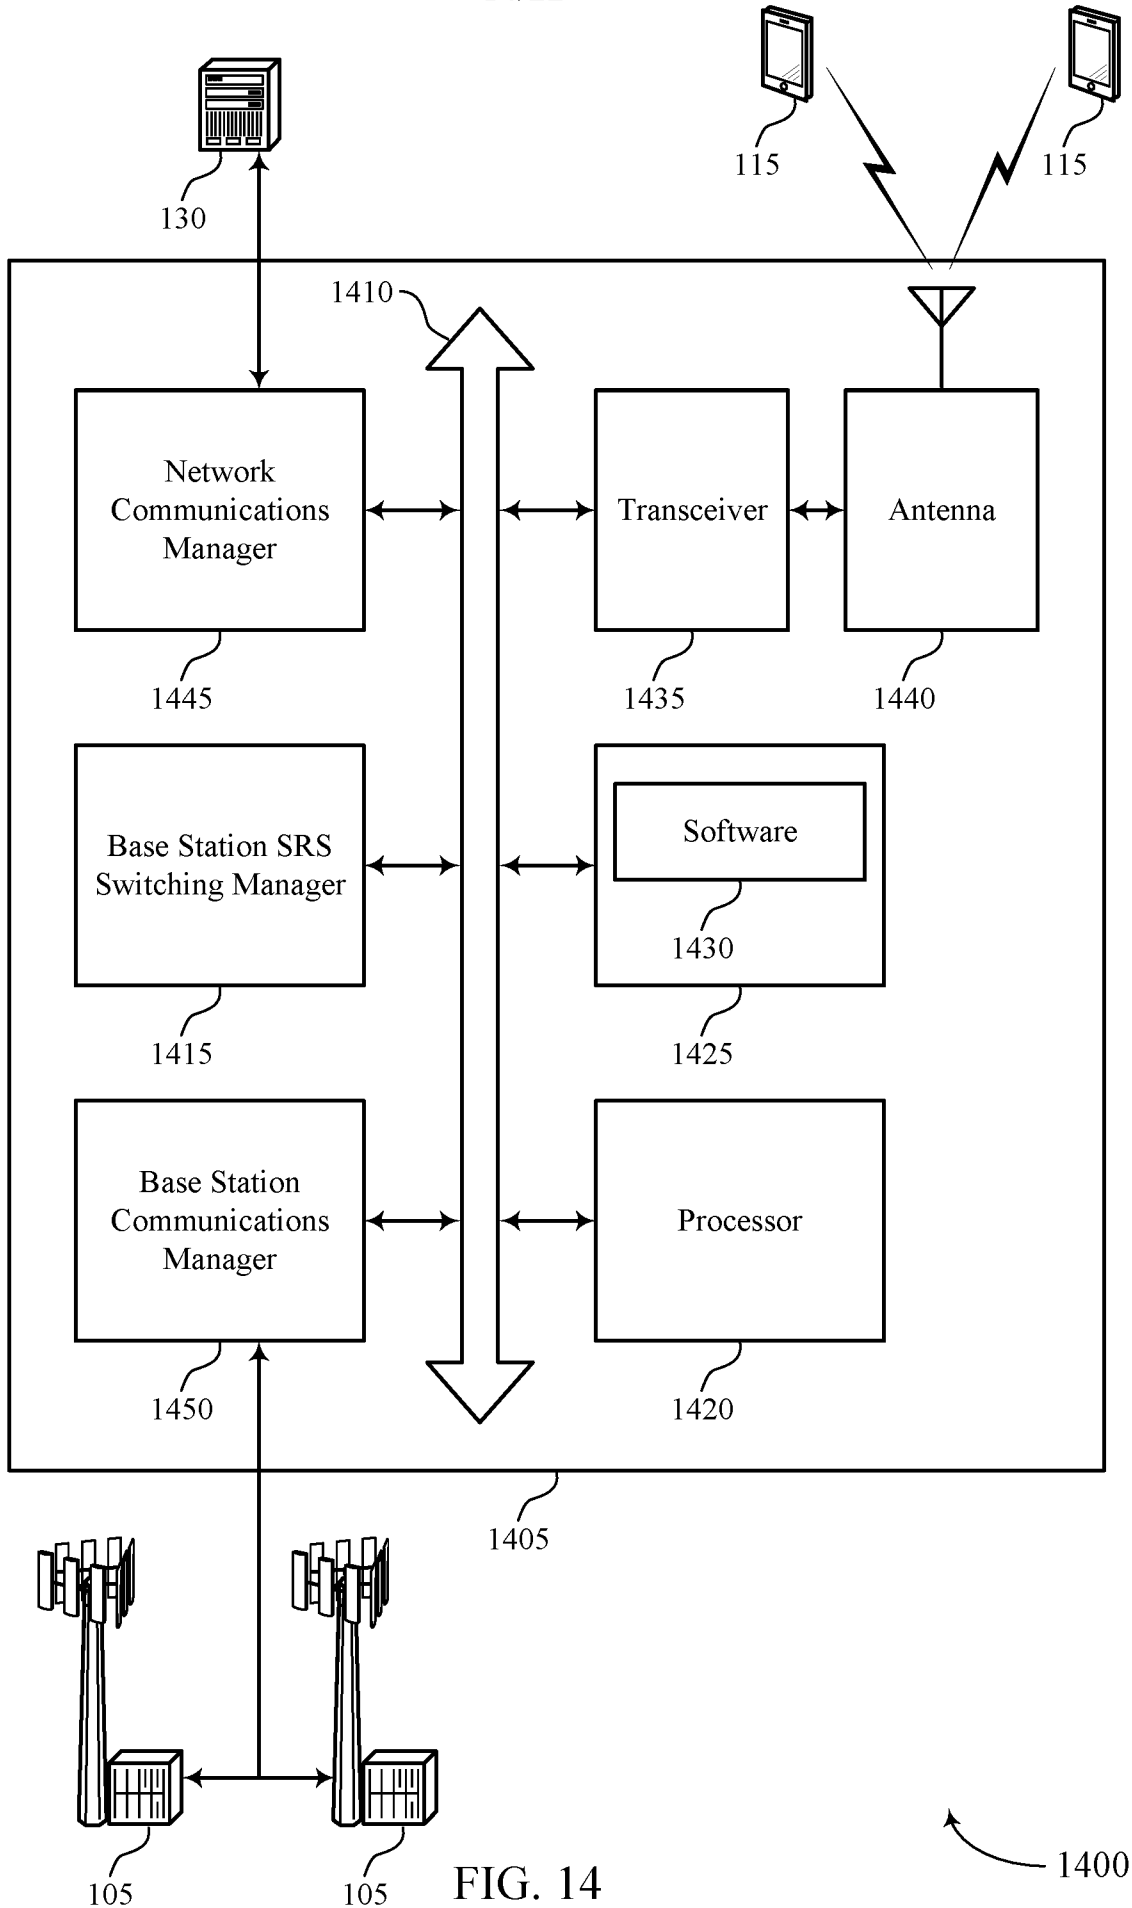 115
115
130
1410
Network
Communications
Manager
Transceiver
Antenna
1445
1435
1440
Base Station SRS
Switching Manager
Software
1430
1415
1425
Base Station
Communications
Manager
Processor
1450
1420
1405
105
105
FIG. 14
1400